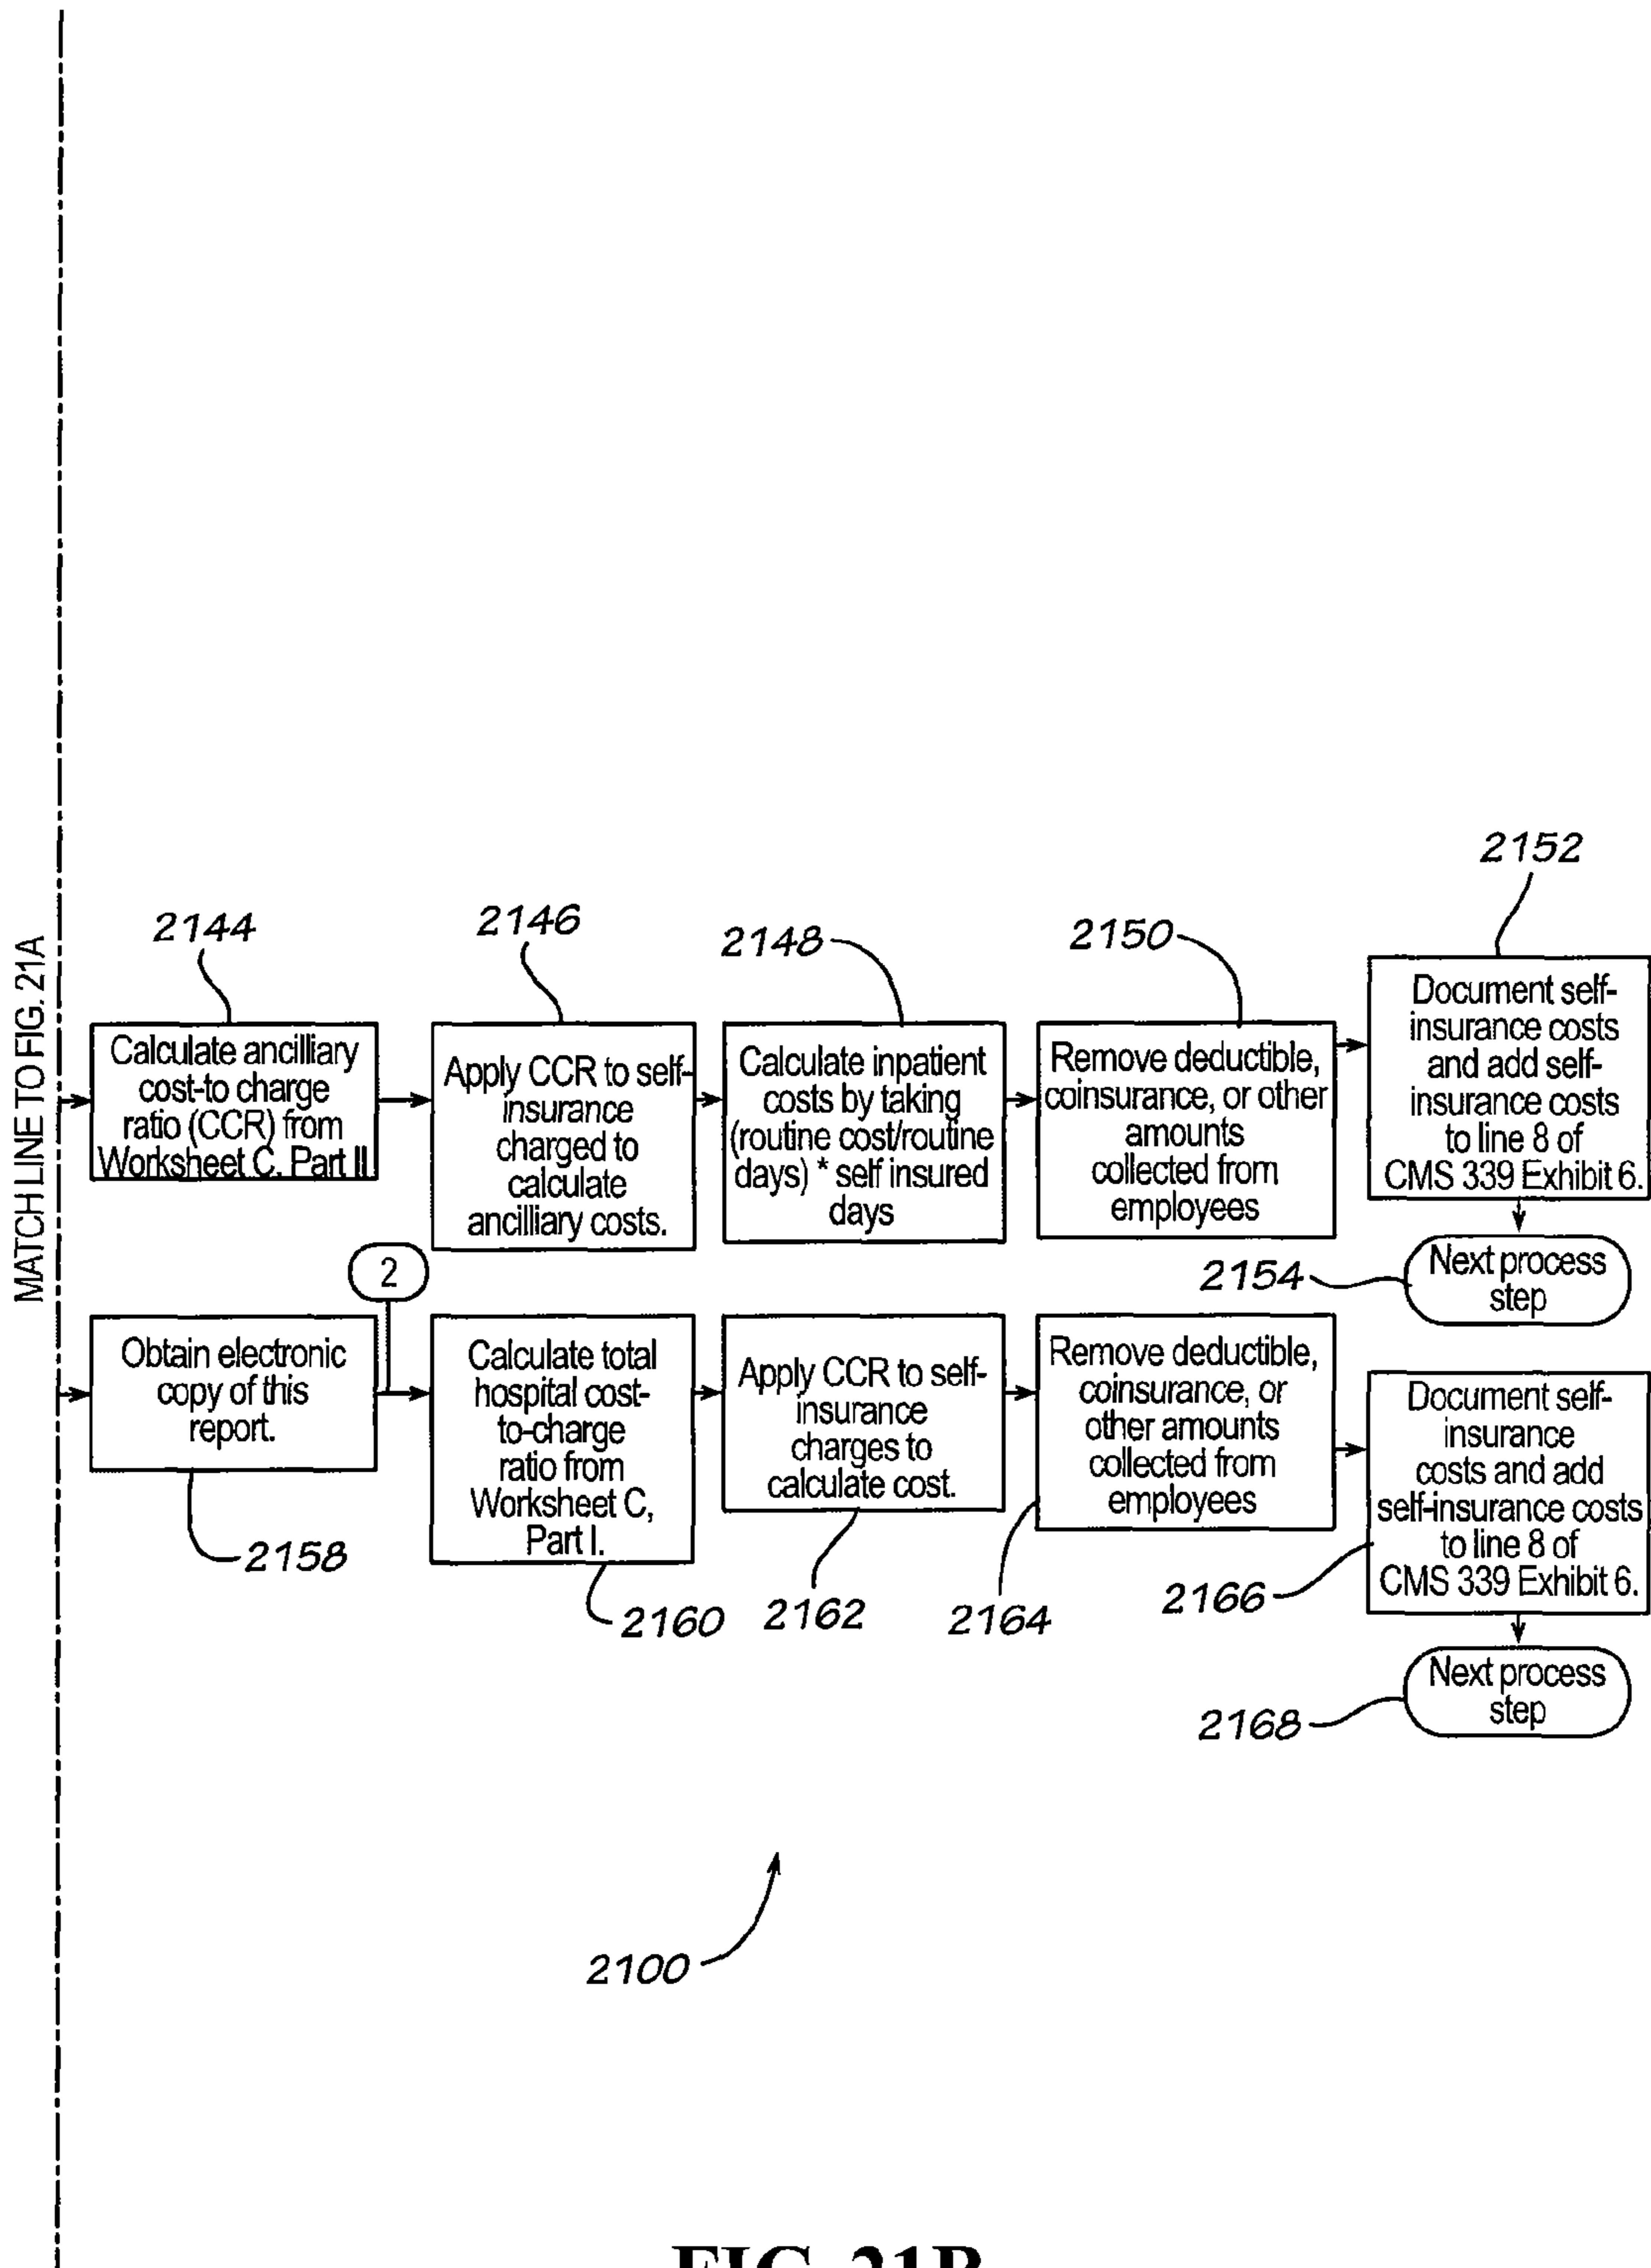 MATCH LINE TO FIG. 21A
2144
2146
2148
2150
2152
Calculate ancilliary
cost-to charge
ratio (CCR) from
Worksheet C, Part II
Apply CCR to self-
insurance
charged to
calculate
ancilliary costs.
Calculate inpatient
costs by taking
(routine cost/routine
days) * self insured
days
Remove deductible,
coinsurance, or other
amounts
collected from
employees
Document self-
insurance costs
and add self-
insurance costs
to line 8 of
CMS 339 Exhibit 6.
2154
Next process
step
2
Obtain electronic
copy of this
report.
Calculate total
hospital cost-
to-charge
ratio from
Worksheet C,
Part I.
Apply CCR to self-
insurance
charges to
calculate cost.
Remove deductible,
coinsurance, or
other amounts
collected from
employees
Document self-
insurance
costs and add
self-insurance costs
to line 8 of
CMS 339 Exhibit 6.
2158
2160
2162
2164
2166
2168
Next process
step
2100
FIG. 21B